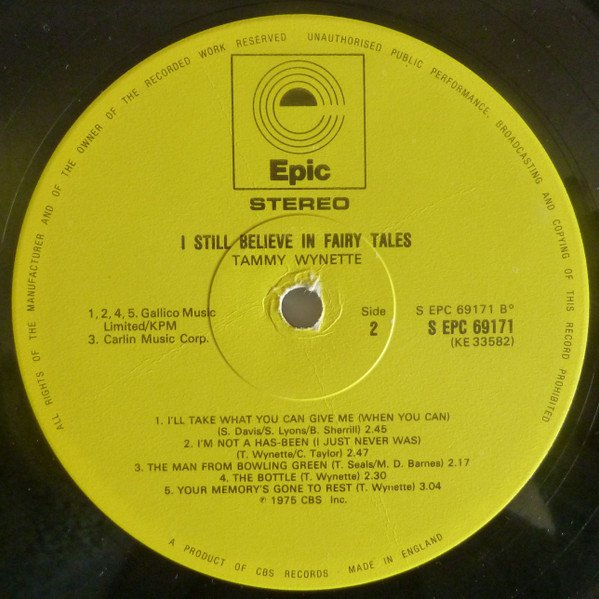 ALL RIGHTS OF THE MANUFACTURER AND OF THE OWNER OF THE RECORDED WORK RESERVED   UNAUTHORISED PUBLIC PERFORMANCE, BROADCASTING AND COPYING OF THIS RECORD PROHIBITED
Epic
STEREO
I STILL BELIEVE IN FAIRY TALES
TAMMY WYNETTE
1, 2, 4, 5. Gallico Music
Limited/KPM
3. Carlin Music Corp.
Side
2
S EPC 69171 B°
S EPC 69171
(KE 33582)
1. I'LL TAKE WHAT YOU CAN GIVE ME (WHEN YOU CAN)
(S. Davis/S. Lyons/B. Sherrill) 2.45
2. I'M NOT A HAS-BEEN (I JUST NEVER WAS)
(T. Wynette/C. Taylor) 2.47
3. THE MAN FROM BOWLING GREEN (T. Seals/M. D. Barnes) 2.17
4. THE BOTTLE (T. Wynette) 2.30
5. YOUR MEMORY'S GONE TO REST (T. Wynette) 3.04
℗ 1975 CBS Inc.
A PRODUCT OF CBS RECORDS · MADE IN ENGLAND